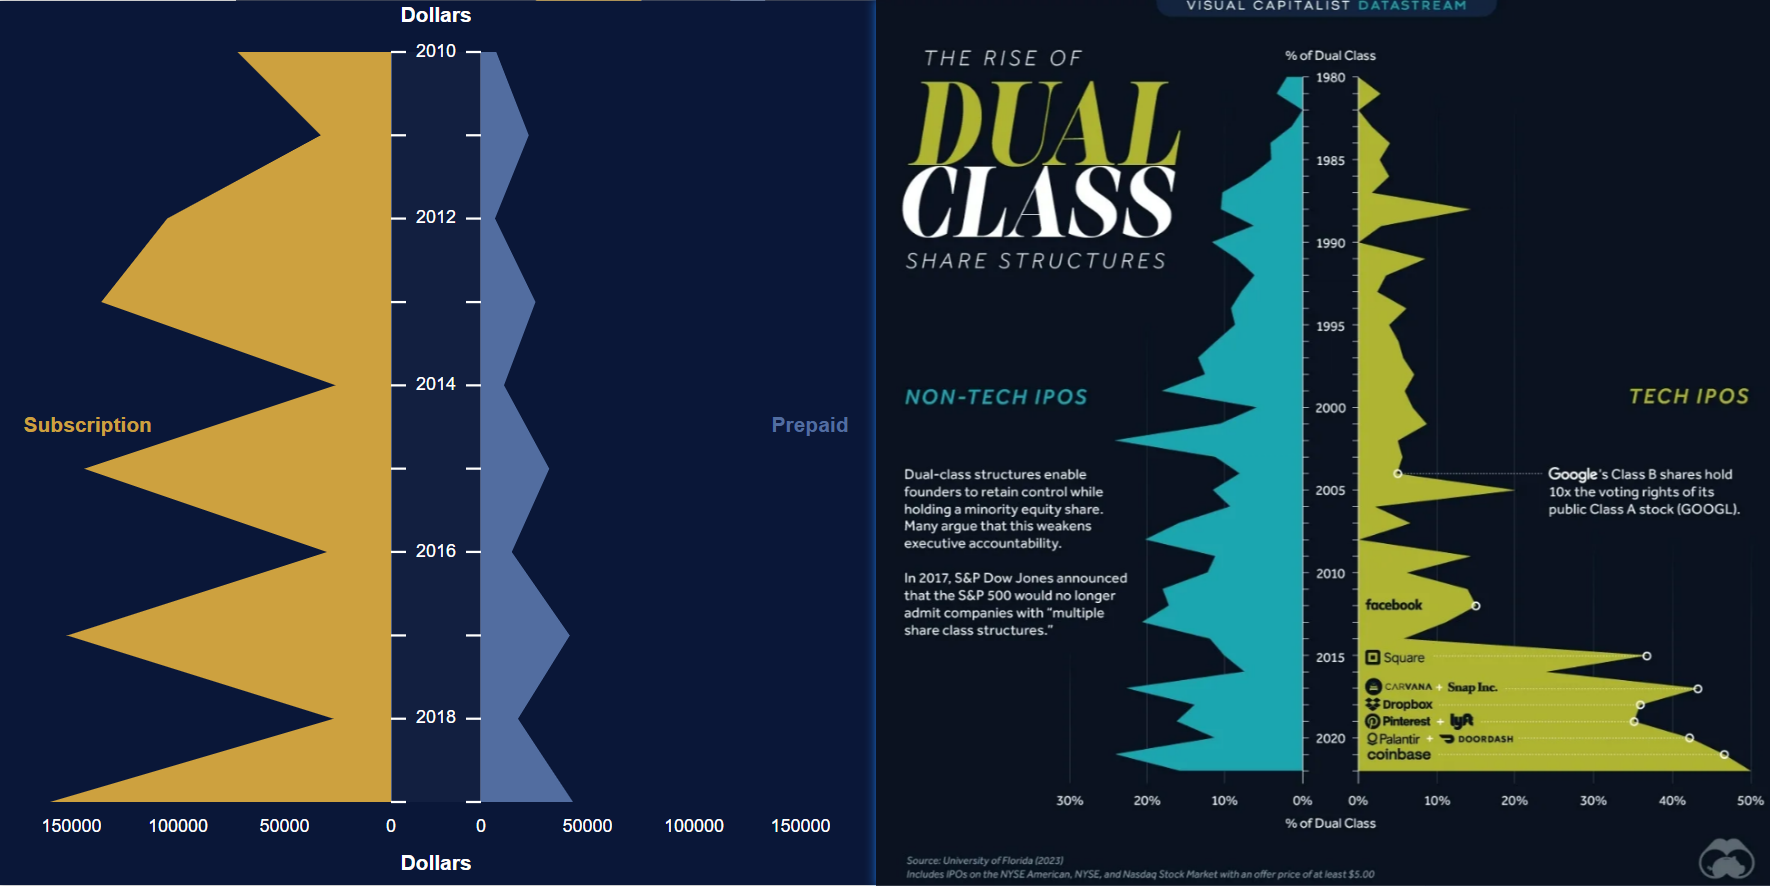 Dollars
2010
2012
2014
2016
2018
Subscription
Prepaid
150000 100000 50000 0
0 50000 100000 150000
Dollars
VISUAL CAPITALIST DATASTREAM
THE RISE OF
DUAL
CLASS
SHARE STRUCTURES
% of Dual Class
1980
1985
1990
1995
2000
2005
2010
2015
2020
NON-TECH IPOS
TECH IPOS
Dual-class structures enable
founders to retain control while
holding a minority equity share.
Many argue that this weakens
executive accountability.
In 2017, S&P Dow Jones announced
that the S&P 500 would no longer
admit companies with “multiple
share class structures.”
Google's Class B shares hold
10x the voting rights of its
public Class A stock (GOOGL).
facebook
Square
CARVANA + Snap Inc.
Dropbox
Pinterest + lyft
Palantir + DOORDASH
coinbase
30% 20% 10% 0%
0% 10% 20% 30% 40% 50%
% of Dual Class
Source: University of Florida (2023)
Includes IPOs on the NYSE American, NYSE, and Nasdaq Stock Market with an offer price of at least $5.00